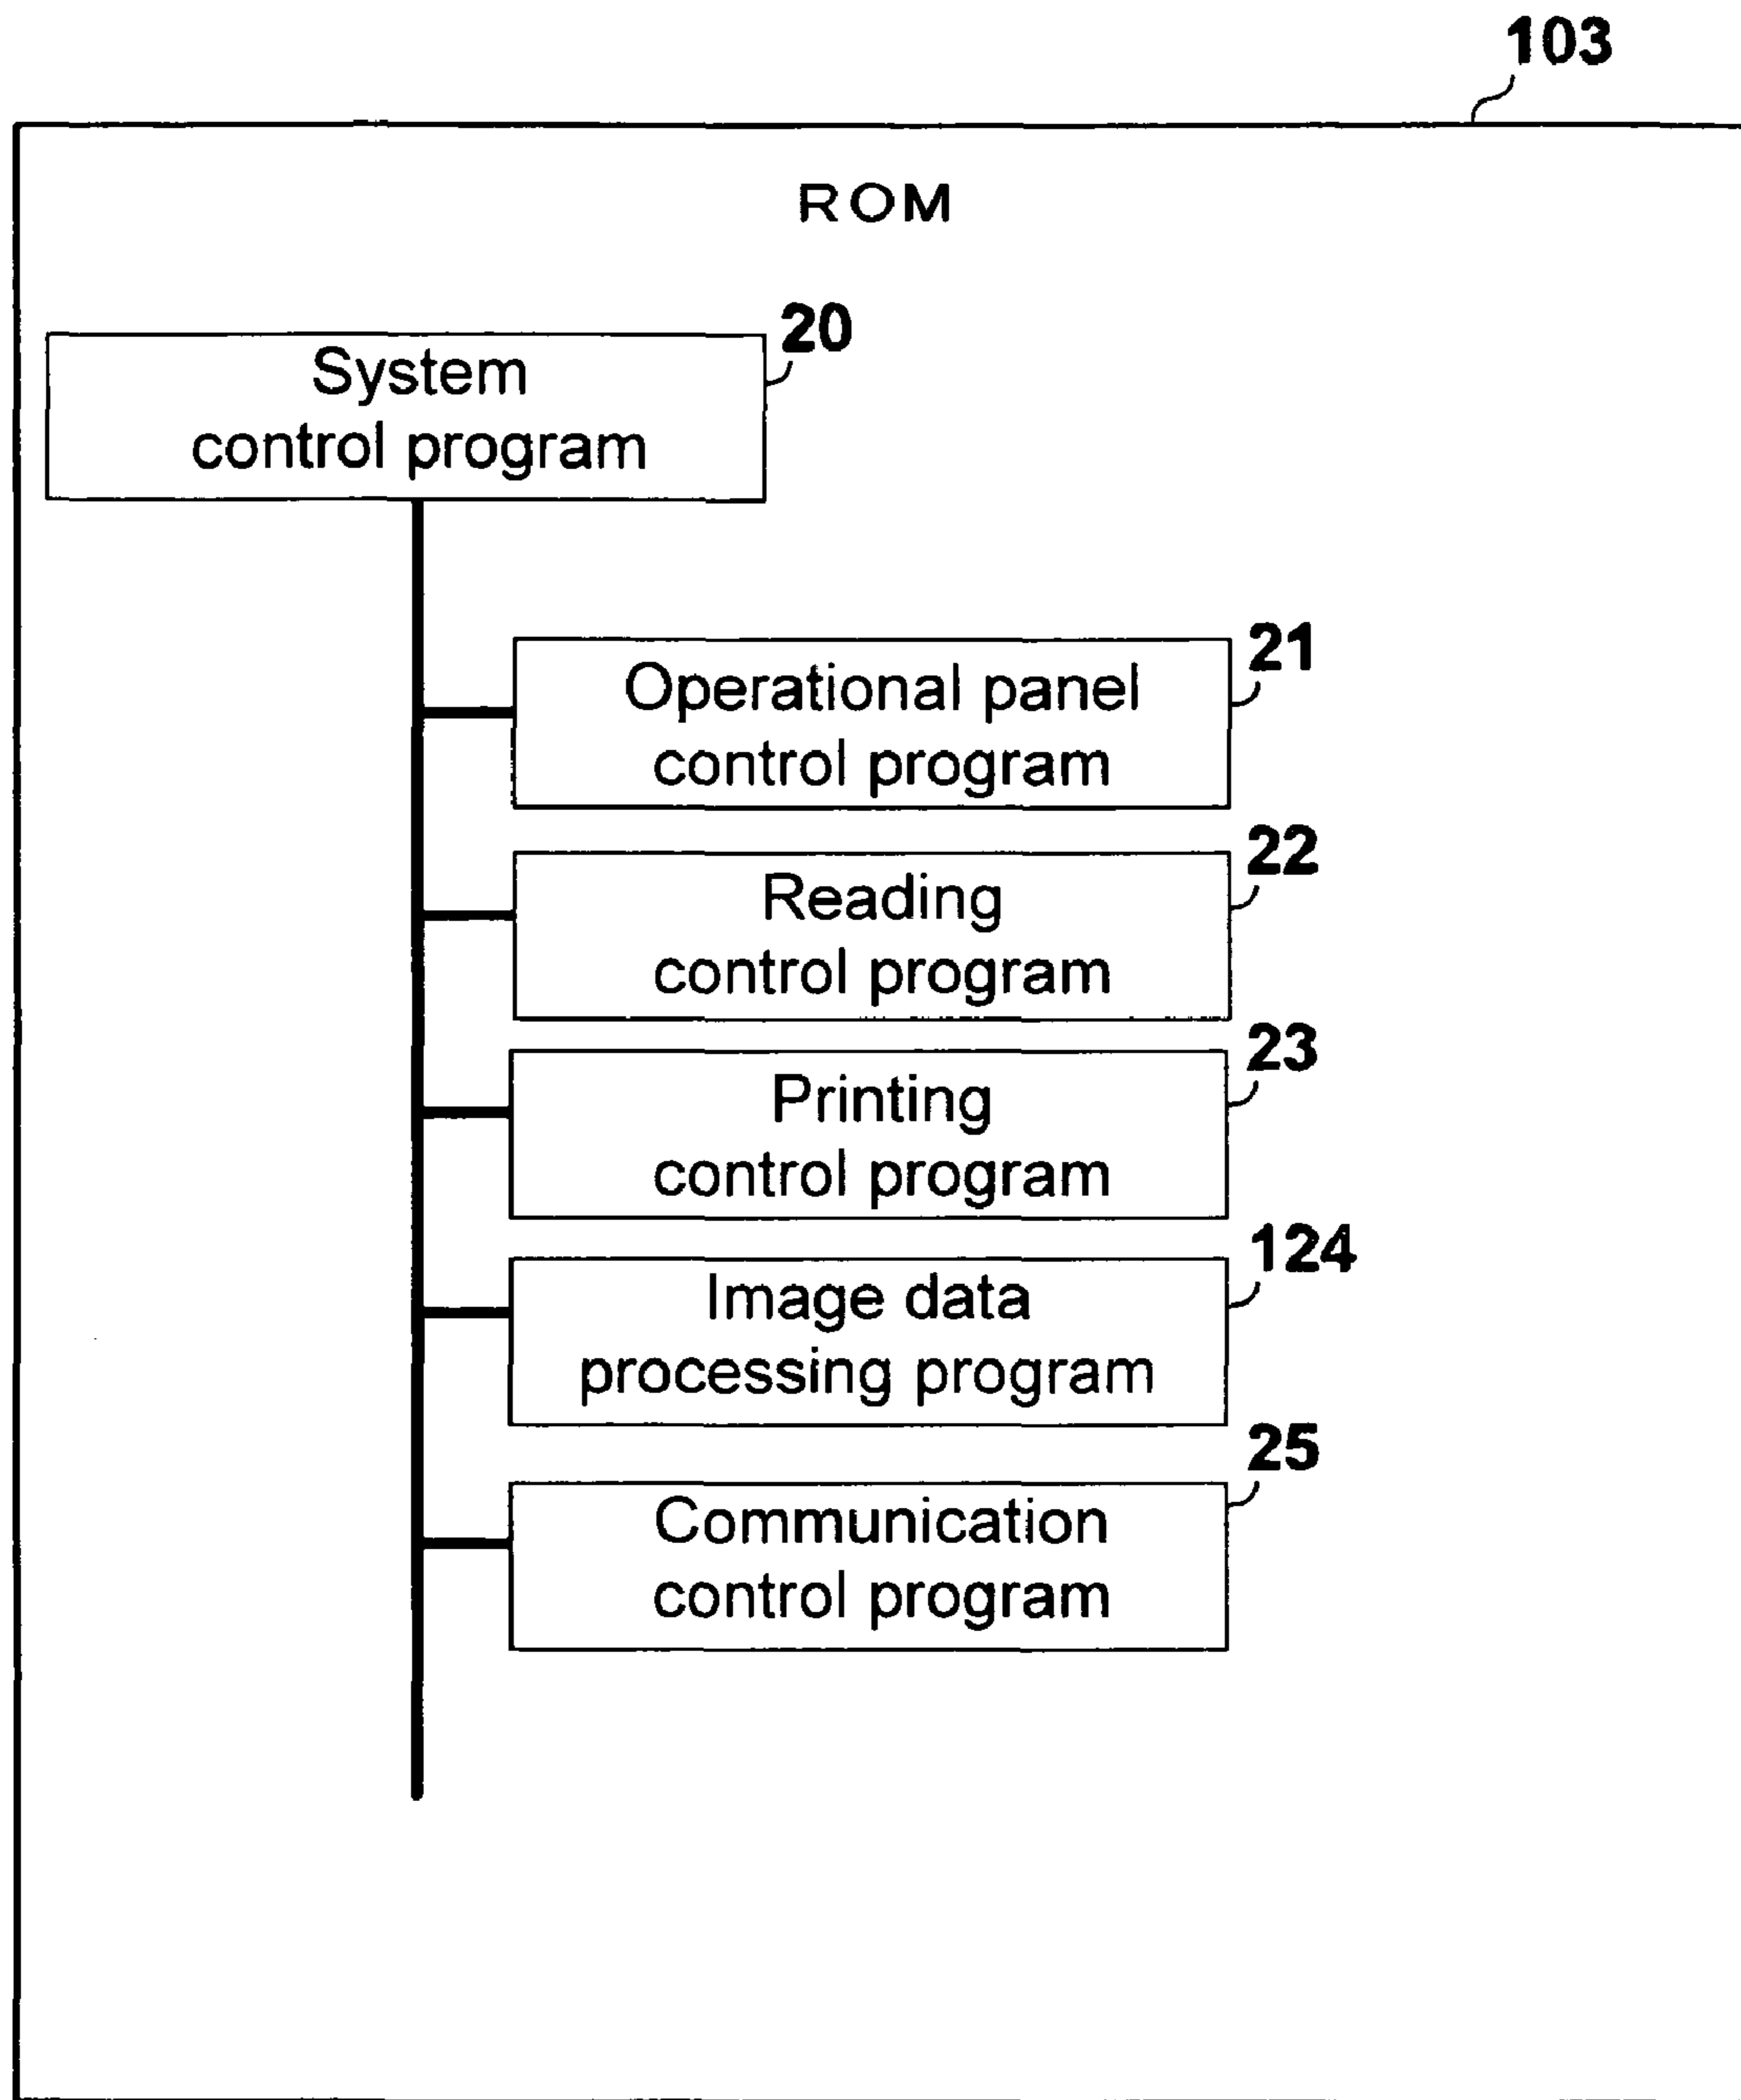 103
ROM
20
System
control program
21
Operational panel
control program
22
Reading
control program
23
Printing
control program
124
Image data
processing program
25
Communication
control program